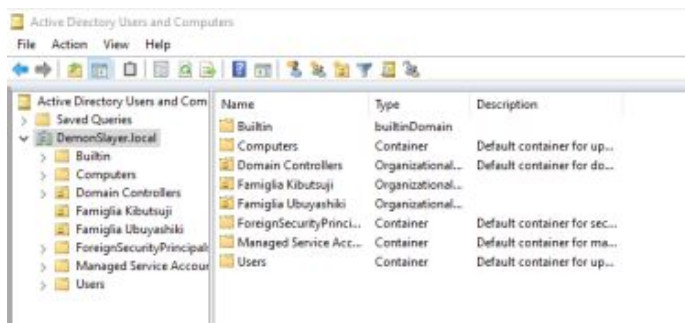 Active Directory Users and Computers
File Action View Help
Active Directory Users and Com
Saved Queries
DemonSlayer.local
Builtin
Computers
Domain Controllers
Famiglia Kibutsuji
Famiglia Ubuyashiki
ForeignSecurityPrincipals
Managed Service Accour
Users
Name Type Description
Builtin builtinDomain
Computers Container Default container for up...
Domain Controllers Organizational... Default container for do...
Famiglia Kibutsuji Organizational...
Famiglia Ubuyashiki Organizational...
ForeignSecurityPrinci... Container Default container for sec...
Managed Service Acc... Container Default container for ma...
Users Container Default container for up...